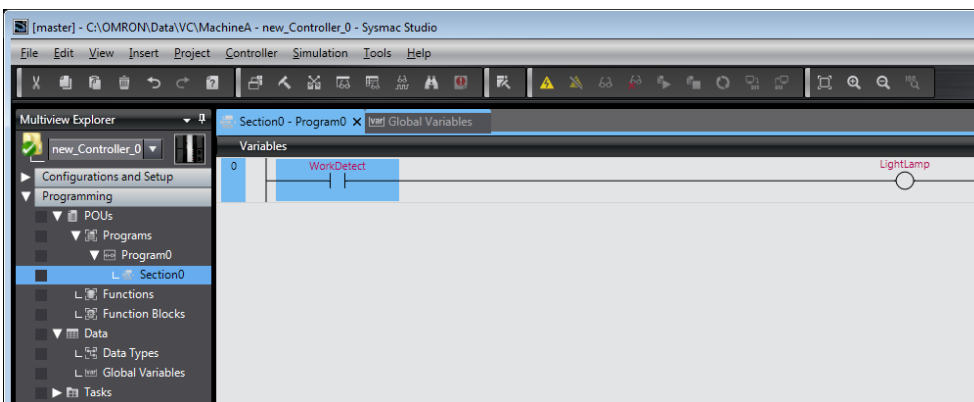 [master] - C:\OMRON\Data\VC\MachineA - new_Controller_0 - Sysmac Studio
File Edit View Insert Project Controller Simulation Tools Help
Multiview Explorer
Section0 - Program0
Global Variables
new_Controller_0
Variables
0
WorkDetect
LightLamp
Configurations and Setup
Programming
POUs
Programs
Program0
Section0
Functions
Function Blocks
Data
Data Types
Global Variables
Tasks